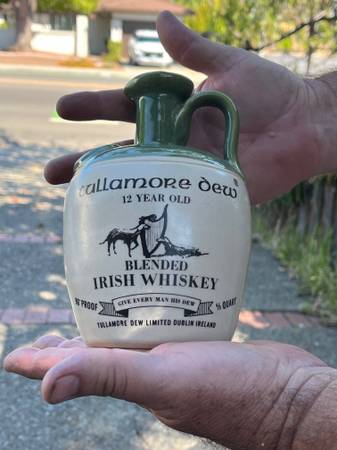 tullamore dew
12 YEAR OLD
BLENDED
IRISH WHISKEY
86° PROOF GIVE EVERY MAN HIS DEW ⅘ QUART
TULLAMORE DEW LIMITED DUBLIN IRELAND